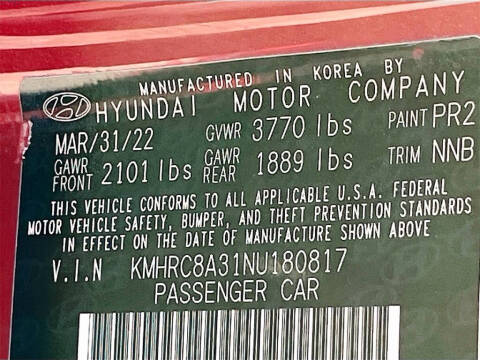 MANUFACTURED IN KOREA BY
HYUNDAI MOTOR COMPANY
MAR/31/22 GVWR 3770 lbs PAINT PR2
GAWR FRONT 2101 lbs GAWR REAR 1889 lbs TRIM NNB
THIS VEHICLE CONFORMS TO ALL APPLICABLE U.S.A. FEDERAL
MOTOR VEHICLE SAFETY, BUMPER, AND THEFT PREVENTION STANDARDS
IN EFFECT ON THE DATE OF MANUFACTURE SHOWN ABOVE
V.I.N KMHRC8A31NU180817
PASSENGER CAR